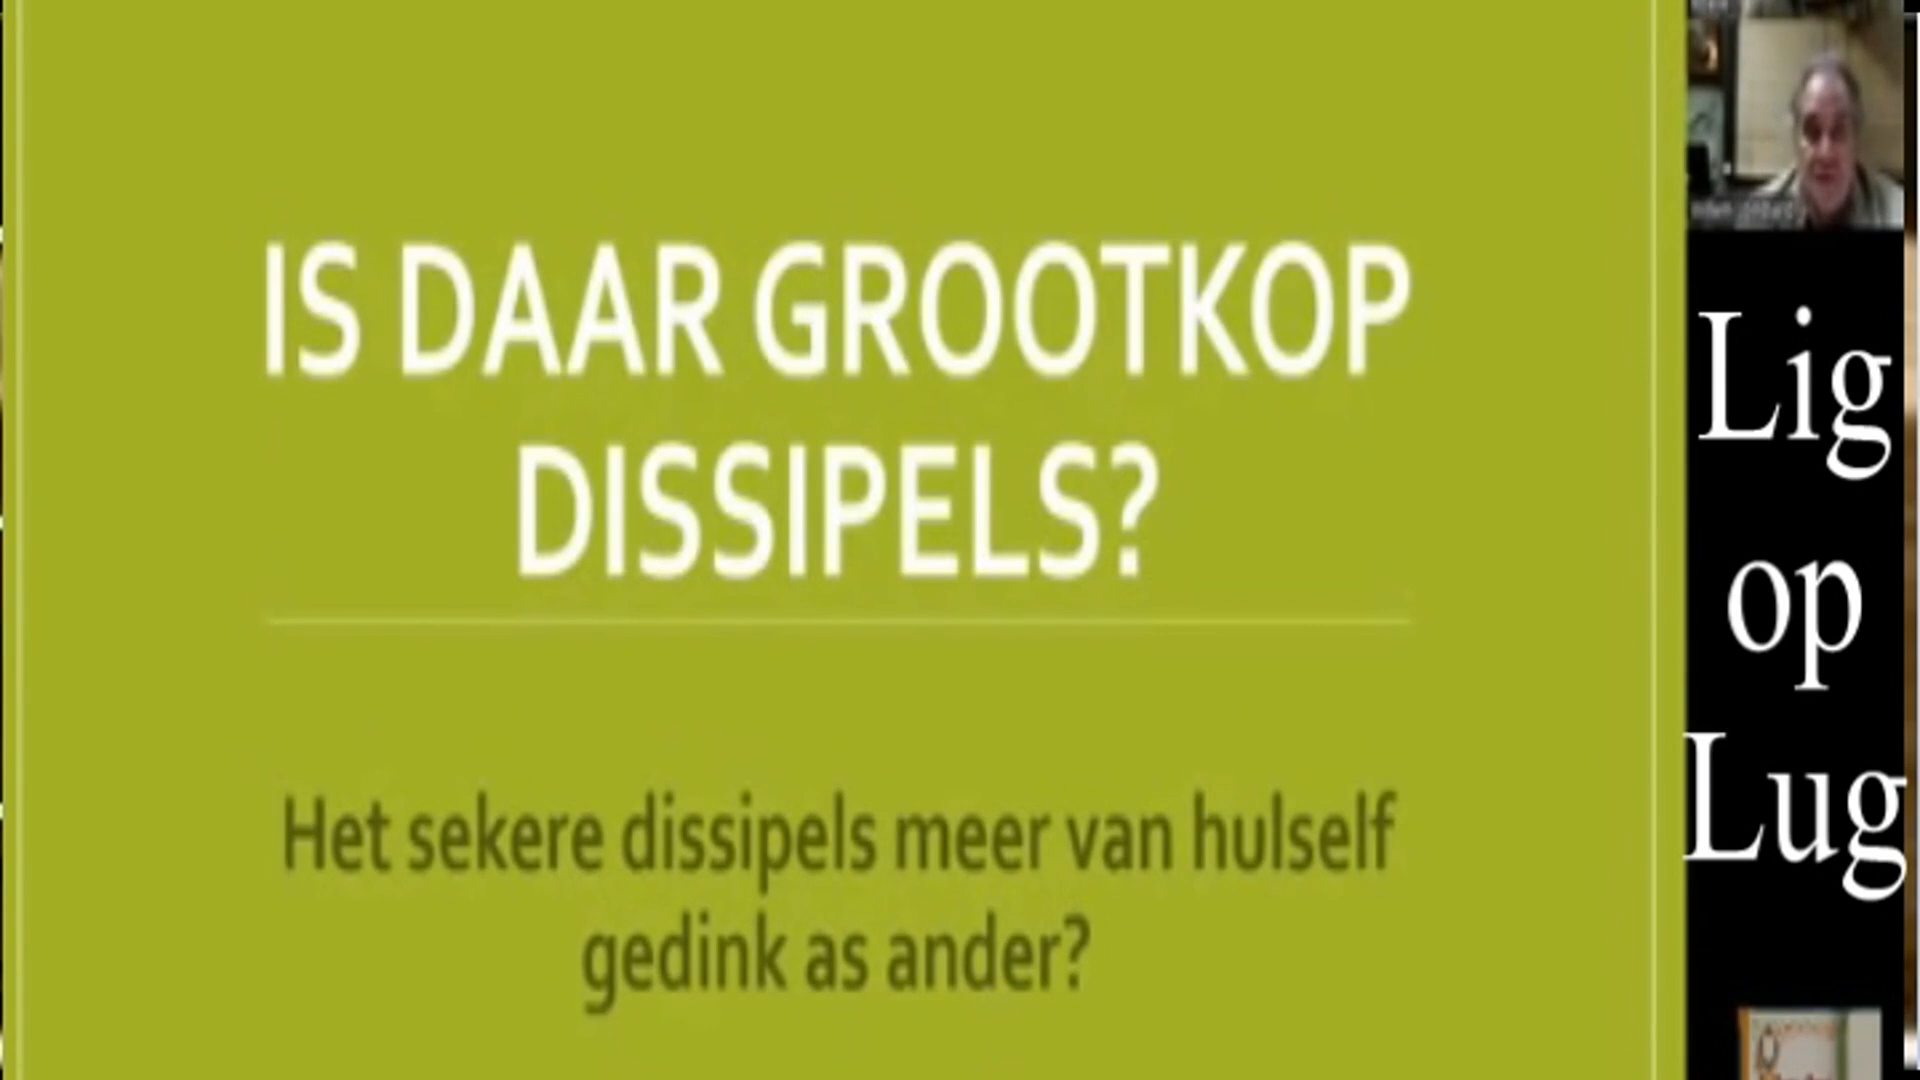 IS DAAR GROOTKOP
DISSIPELS?
Het sekere dissipels meer van hulself
gedink as ander?
Lig
op
Lug